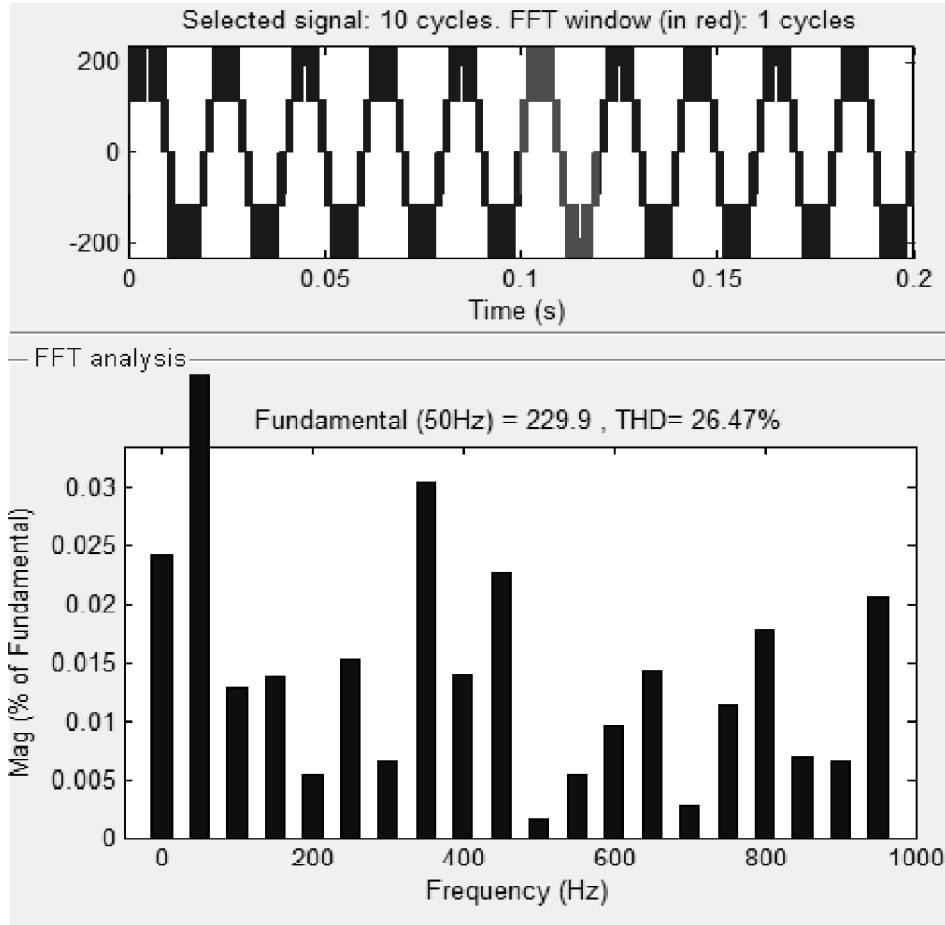 Selected signal: 10 cycles. FFT window (in red): 1 cycles
200
0
-200
0 0.05 0.1 0.15 0.2
Time (s)
FFT analysis
Fundamental (50Hz) = 229.9 , THD= 26.47%
0.03
0.025
0.02
0.015
0.01
0.005
0
Mag (% of Fundamental)
0 200 400 600 800 1000
Frequency (Hz)